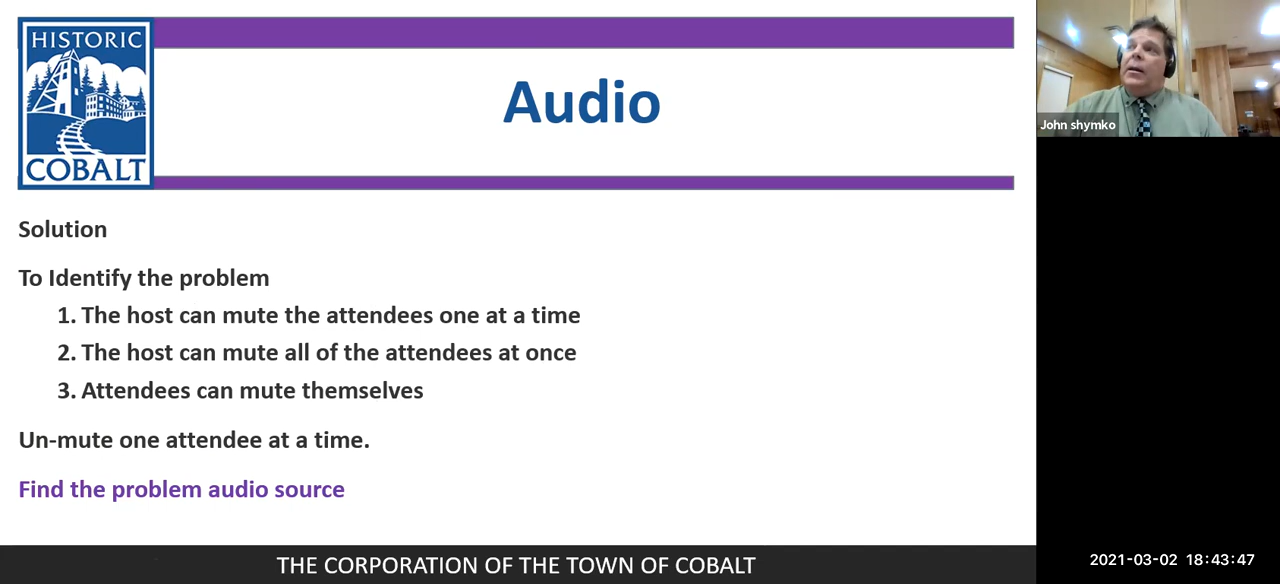 HISTORIC
COBALT
Audio
John shymko
Solution
To Identify the problem
1. The host can mute the attendees one at a time
2. The host can mute all of the attendees at once
3. Attendees can mute themselves
Un-mute one attendee at a time.
Find the problem audio source
THE CORPORATION OF THE TOWN OF COBALT
2021-03-02 18:43:47